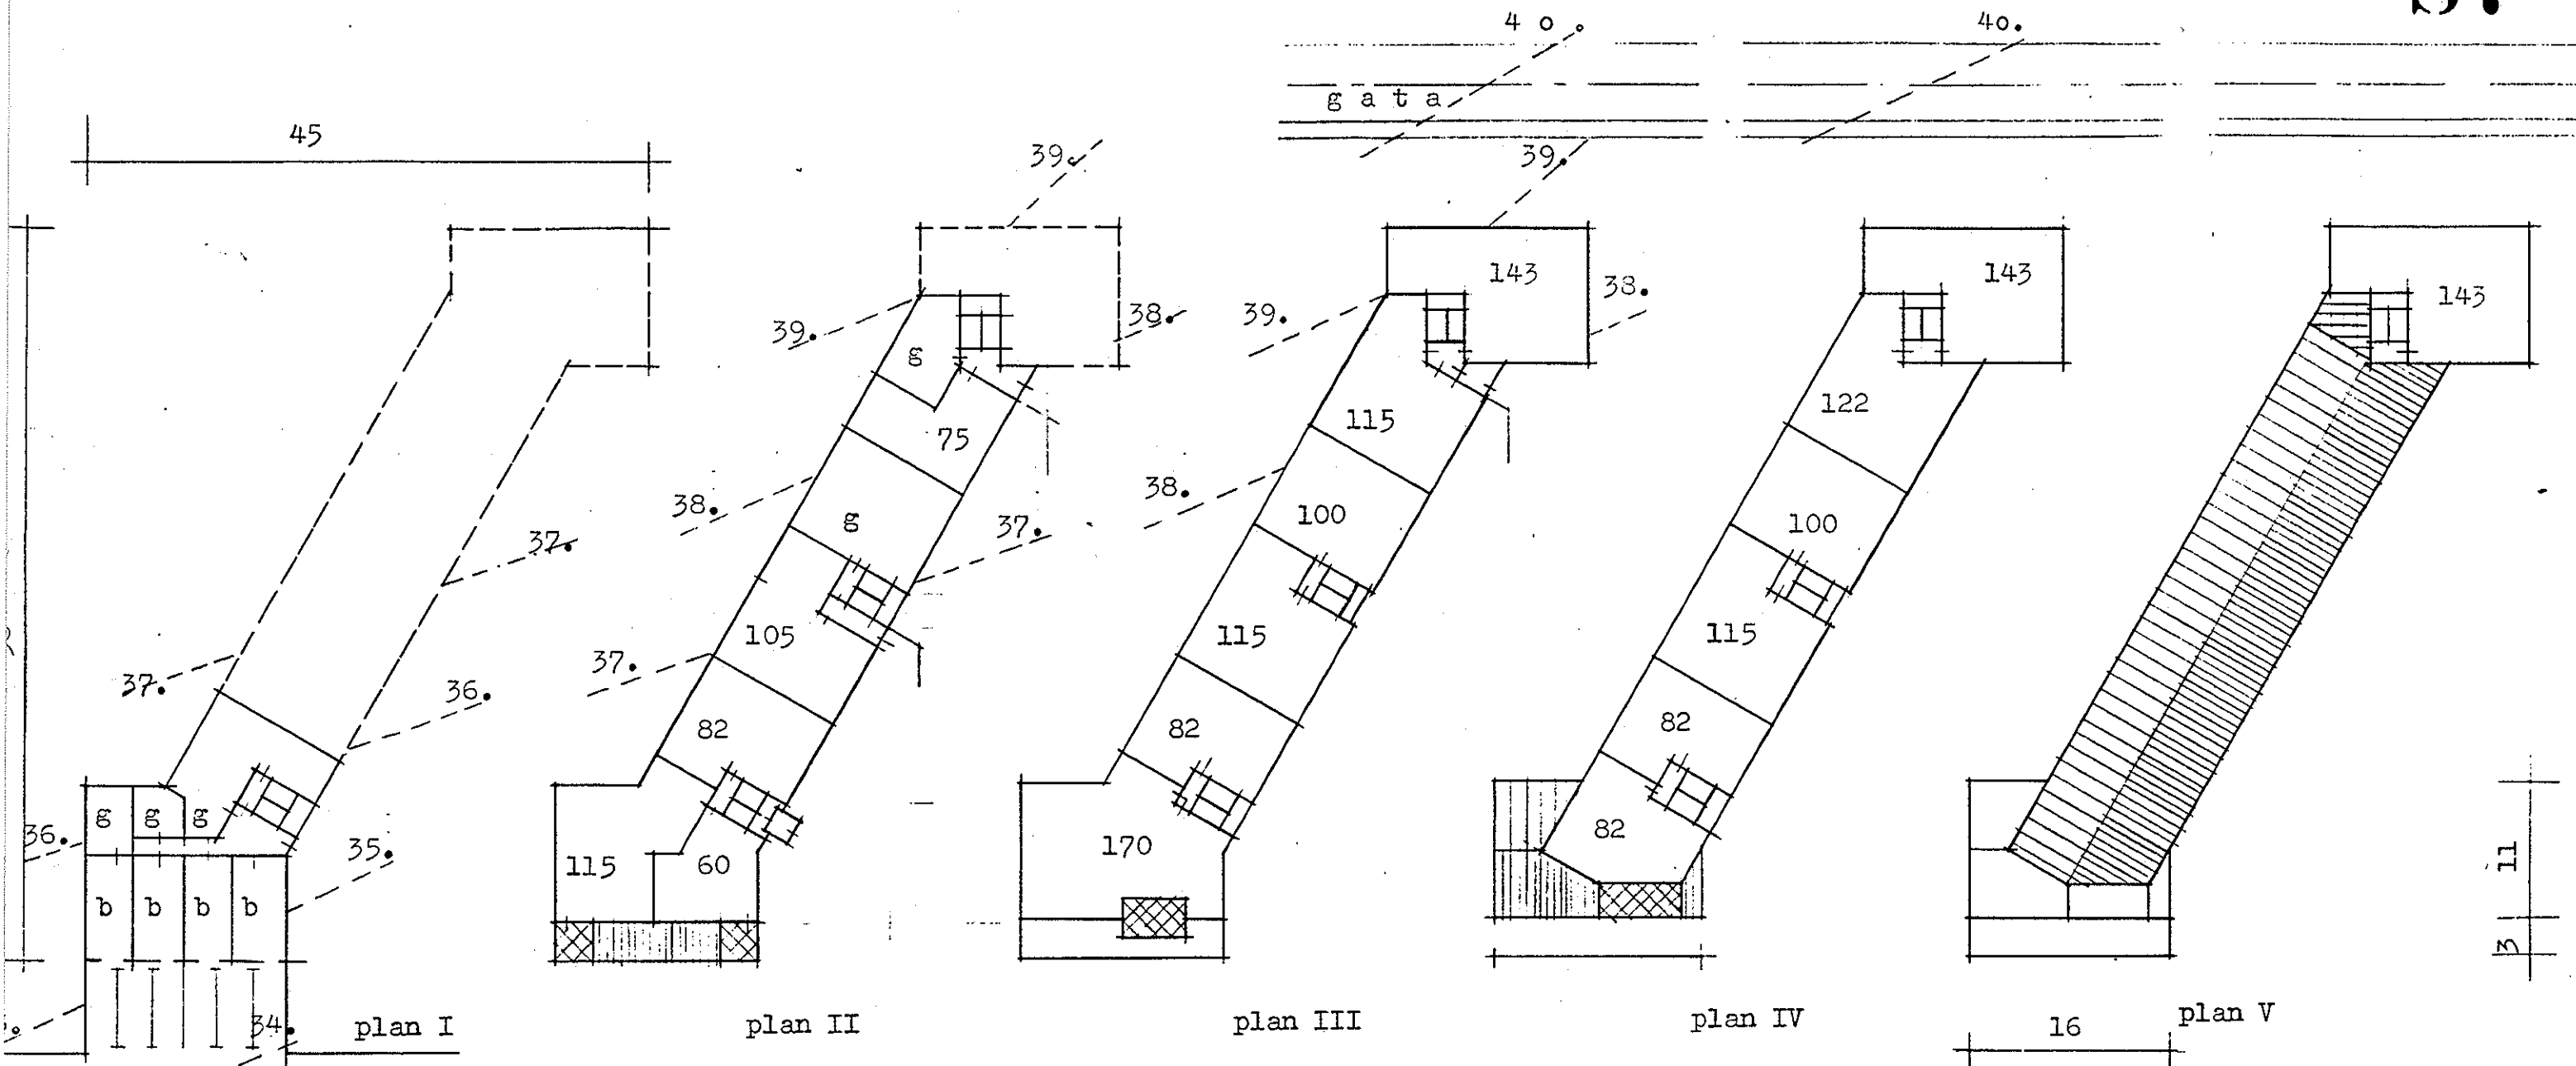 4 0. 40.
g a t a
45
39. 39.
143 143 143
39. 38. 39. 38.
g
75 115 122
38. g 37. 38. 100 100
37.
105 115 115
37. 36. 37.
82 82 82
g g g
36. 35. 115 60 170 82
b b b b
11
3
34. plan I plan II plan III plan IV plan V
16